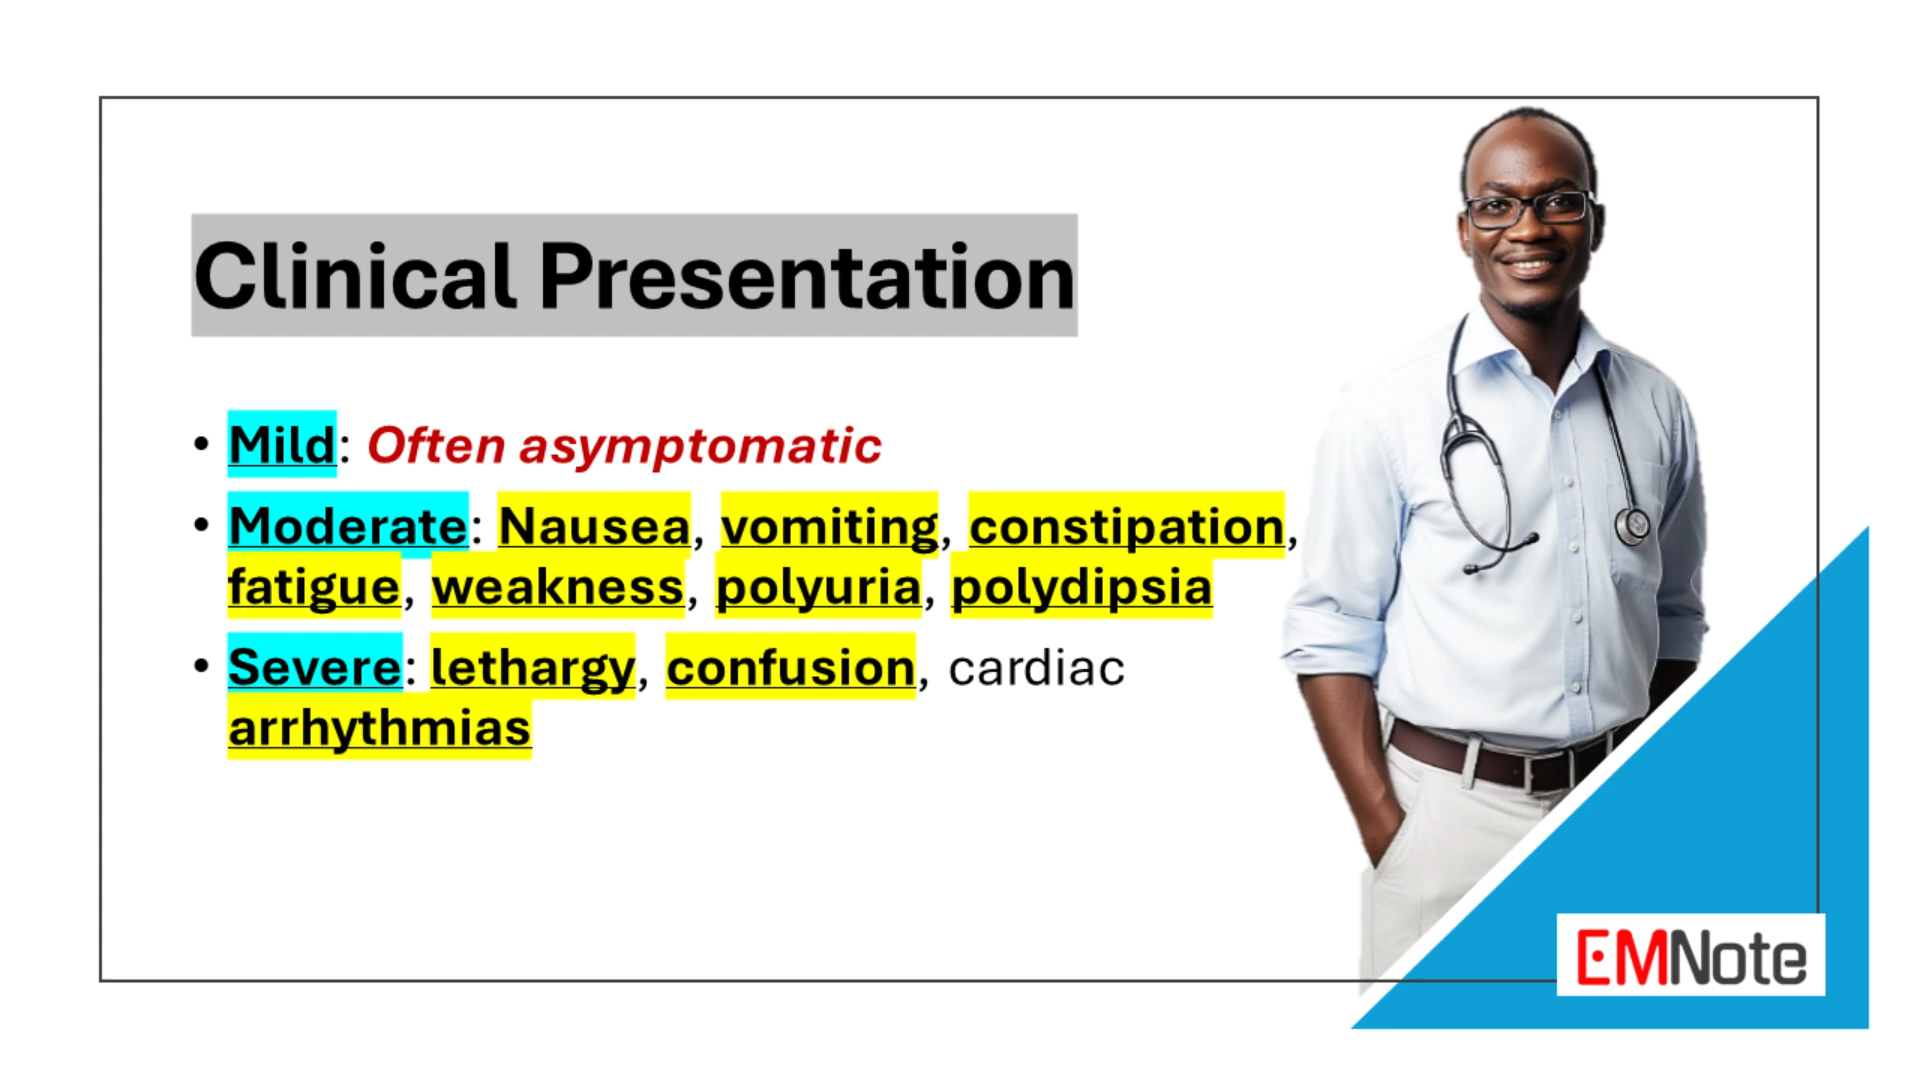 Clinical Presentation
• Mild: Often asymptomatic
• Moderate: Nausea, vomiting, constipation,
fatigue, weakness, polyuria, polydipsia
• Severe: lethargy, confusion, cardiac
arrhythmias
EMNote